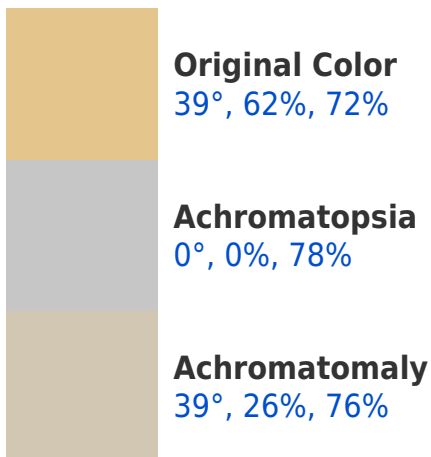 Original Color
39°, 62%, 72%
Achromatopsia
0°, 0%, 78%
Achromatomaly
39°, 26%, 76%